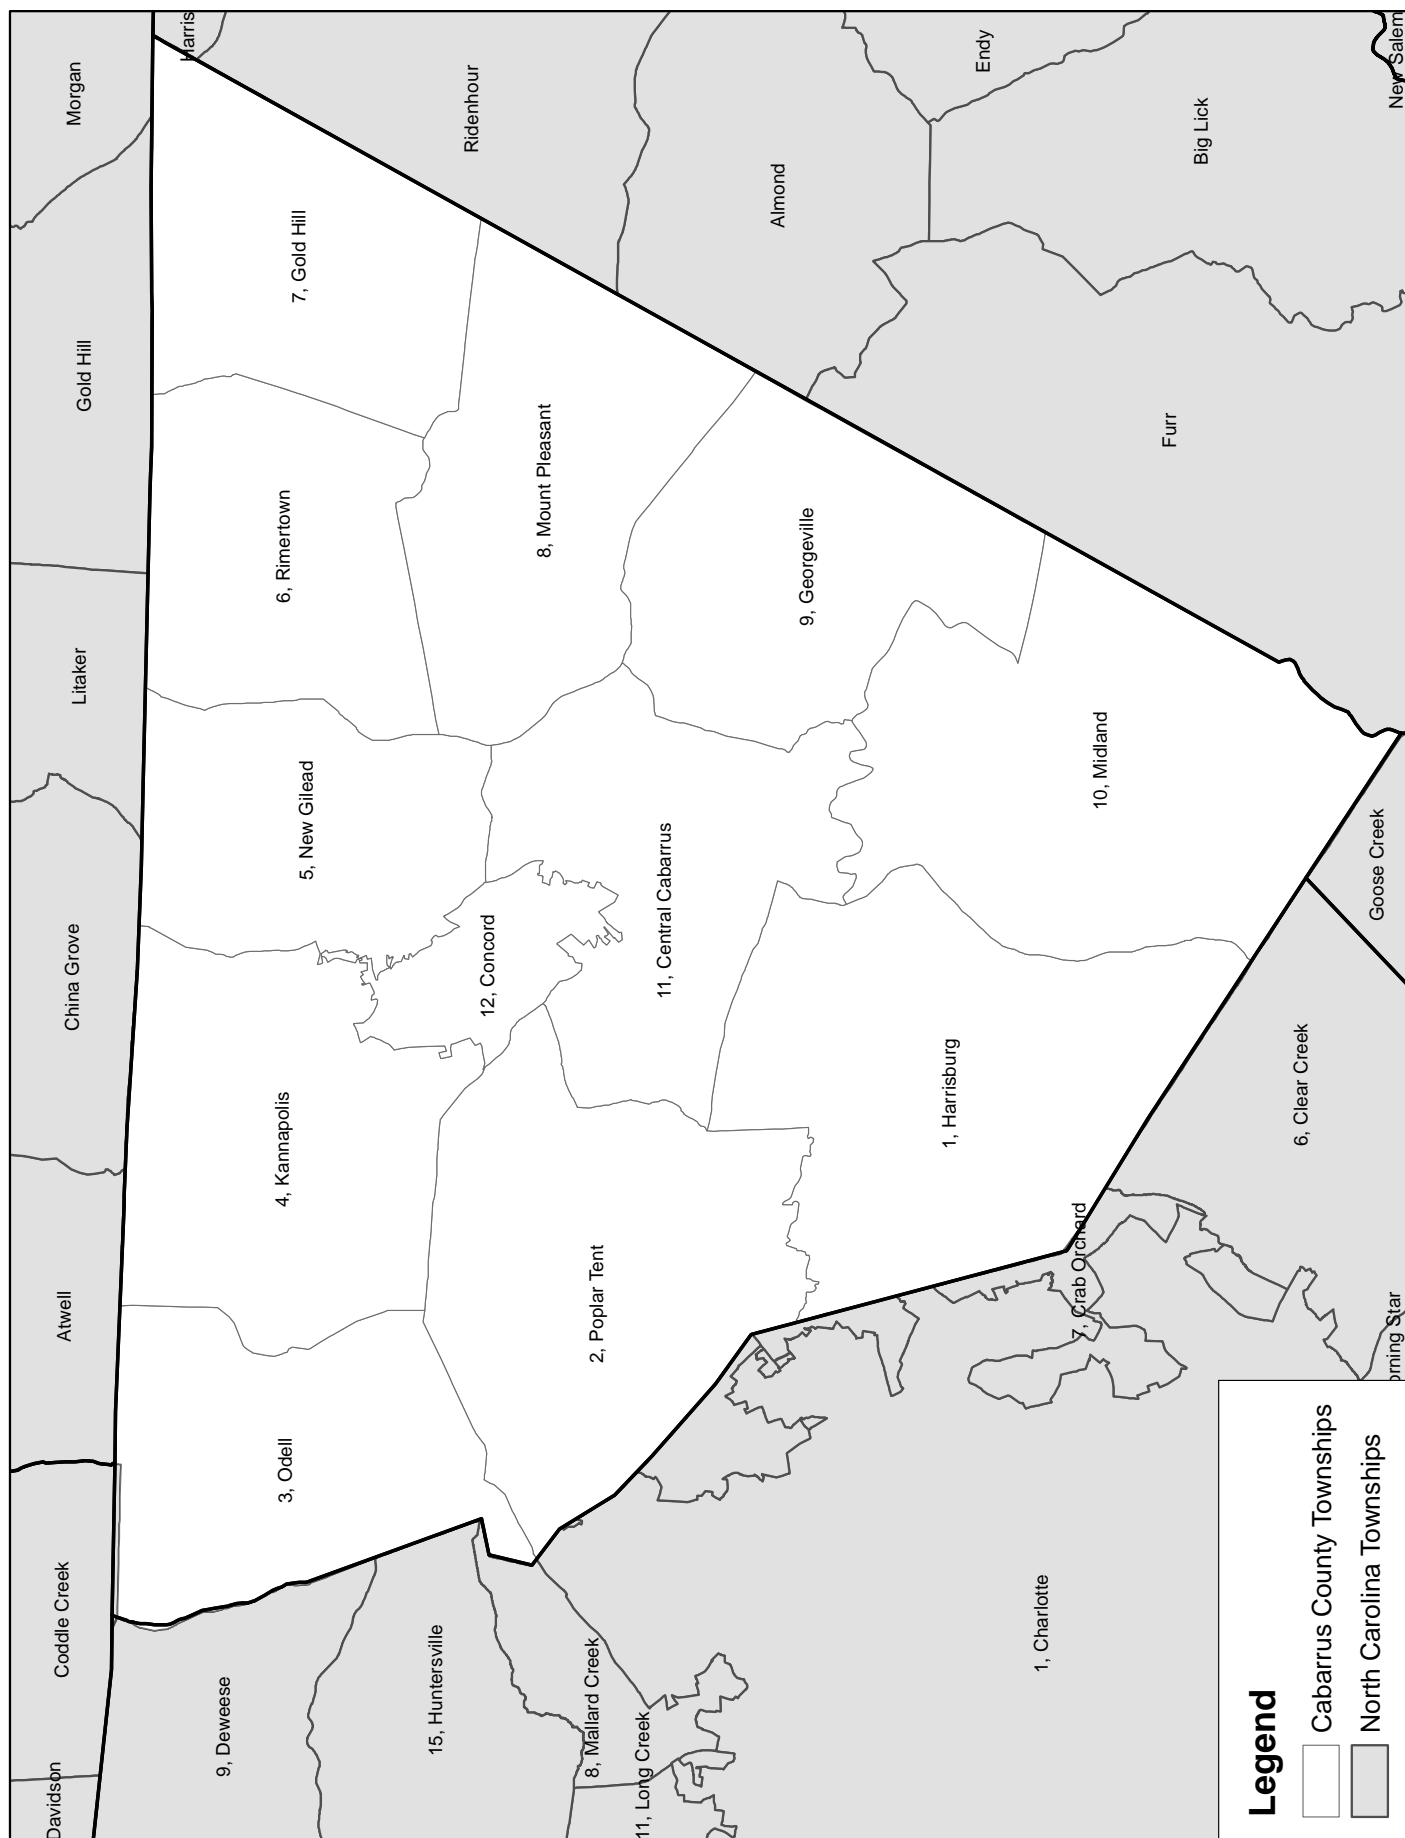 Davidson
Coddle Creek
Atwell
China Grove
Litaker
Gold Hill
Morgan
Harris
9, Deweese
3, Odell
4, Kannapolis
5, New Gilead
6, Rimertown
7, Gold Hill
Ridenhour
15, Huntersville
12, Concord
8, Mount Pleasant
8, Mallard Creek
2, Poplar Tent
11, Long Creek
11, Central Cabarrus
9, Georgeville
Almond
Endy
1, Charlotte
1, Harrisburg
7, Crab Orchard
10, Midland
Furr
Big Lick
6, Clear Creek
Goose Creek
orning Star
New Salem
Legend
Cabarrus County Townships
North Carolina Townships